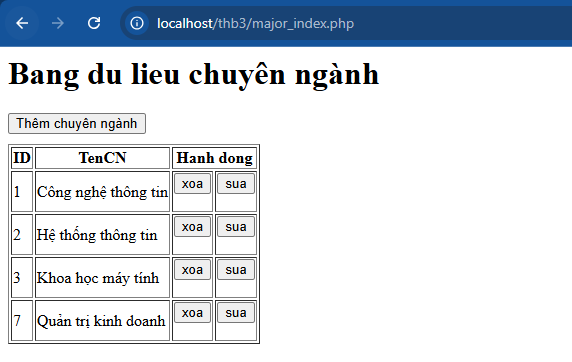 localhost/thb3/major_index.php
Bang du lieu chuyên ngành
Thêm chuyên ngành
ID TenCN Hanh dong
1 Công nghệ thông tin xoa sua
2 Hệ thống thông tin xoa sua
3 Khoa học máy tính xoa sua
7 Quản trị kinh doanh xoa sua